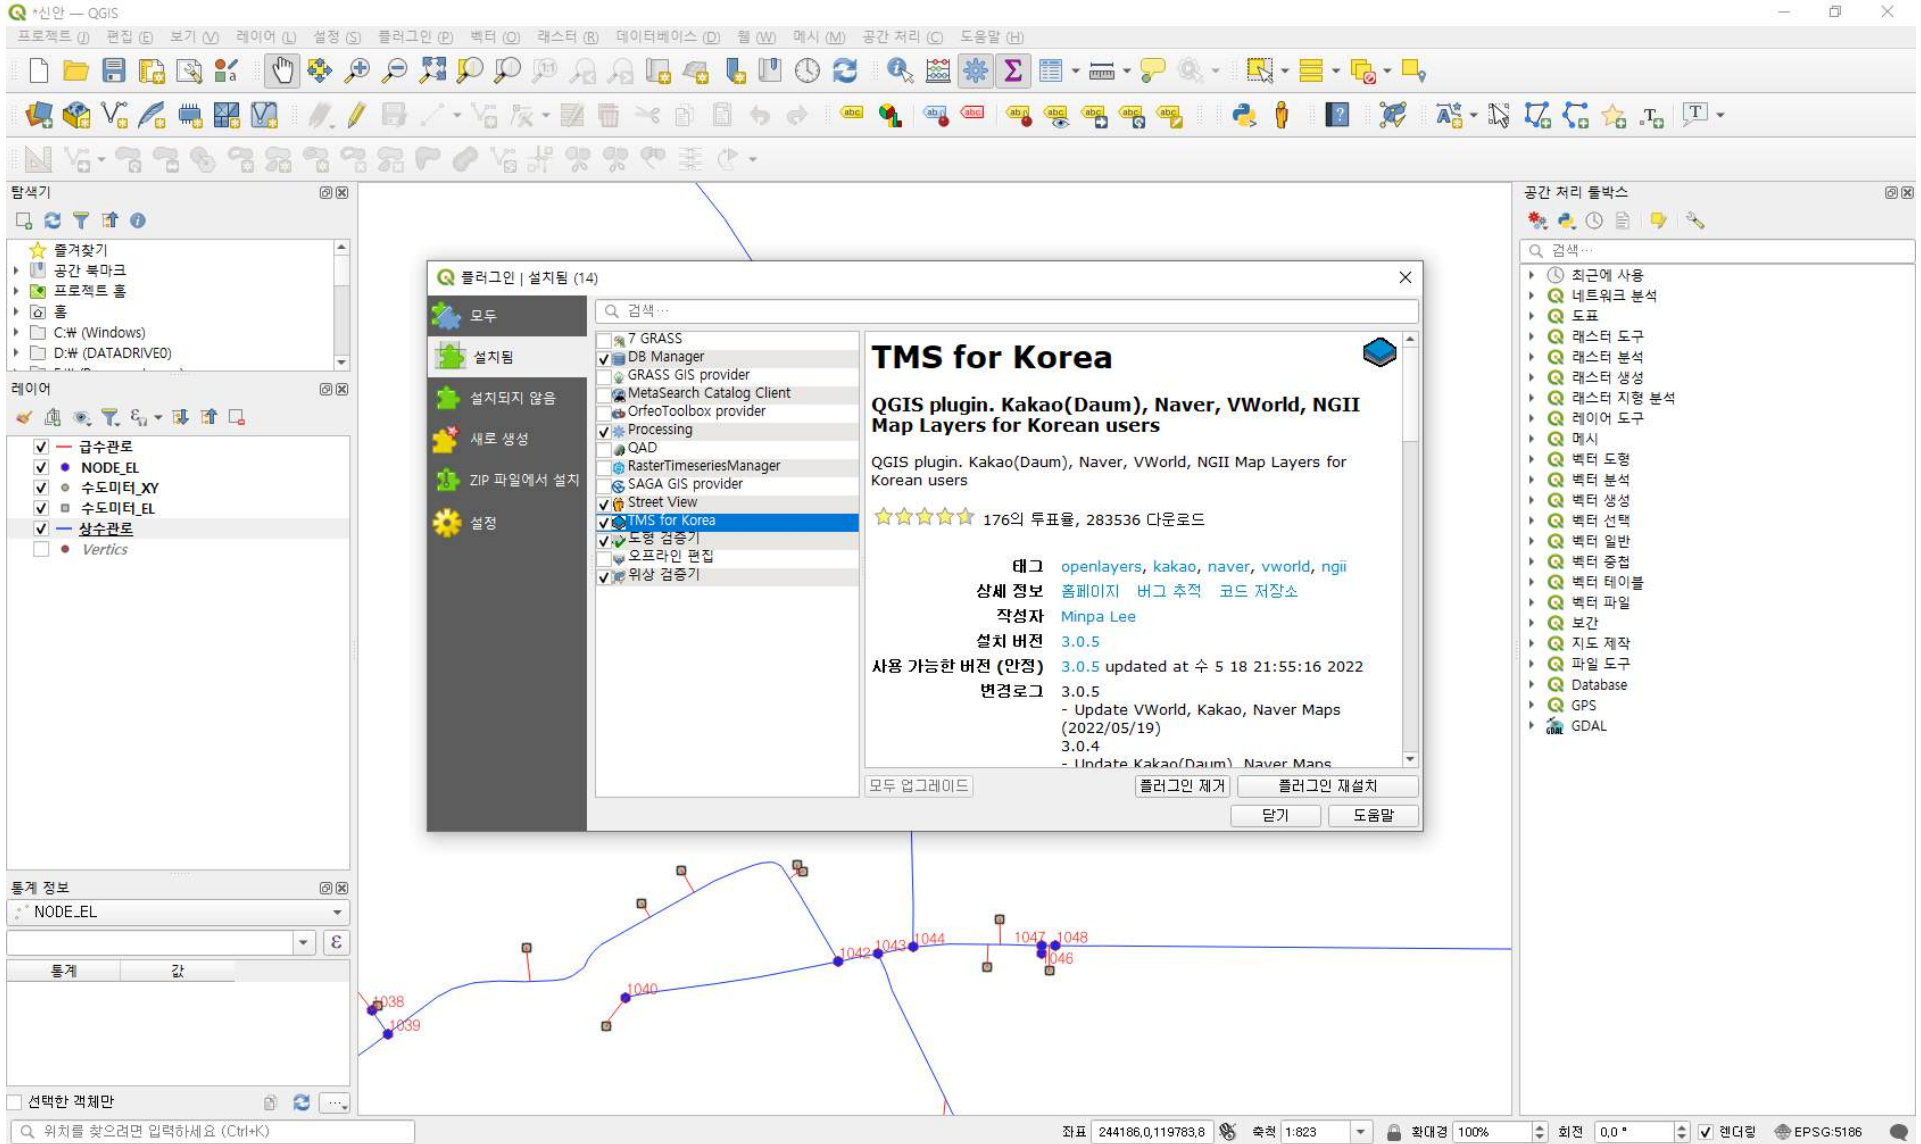 *신안 — QGIS
프로젝트 (J) 편집 (E) 보기 (V) 레이어 (L) 설정 (S) 플러그인 (P) 벡터 (O) 래스터 (R) 데이터베이스 (D) 웹 (W) 메시 (M) 공간 처리 (C) 도움말 (H)
탐색기
즐겨찾기
공간 북마크
프로젝트 홈
홈
C:₩ (Windows)
D:₩ (DATADRIVE0)
레이어
급수관로
NODE_EL
수도미터_XY
수도미터_EL
상수관로
Vertics
통계 정보
NODE_EL
ε
통계 값
선택한 객체만
위치를 찾으려면 입력하세요 (Ctrl+K)
플러그인 | 설치됨 (14)
모두
설치됨
설치되지 않음
새로 생성
ZIP 파일에서 설치
설정
검색…
7 GRASS
DB Manager
GRASS GIS provider
MetaSearch Catalog Client
OrfeoToolbox provider
Processing
QAD
RasterTimeseriesManager
SAGA GIS provider
Street View
TMS for Korea
도형 검증기
오프라인 편집
위상 검증기
TMS for Korea
QGIS plugin. Kakao(Daum), Naver, VWorld, NGII
Map Layers for Korean users
QGIS plugin. Kakao(Daum), Naver, VWorld, NGII Map Layers for
Korean users
176의 투표율, 283536 다운로드
태그 openlayers, kakao, naver, vworld, ngii
상세 정보 홈페이지 버그 추적 코드 저장소
작성자 Minpa Lee
설치 버전 3.0.5
사용 가능한 버전 (안정) 3.0.5 updated at 수 5 18 21:55:16 2022
변경로그 3.0.5
- Update VWorld, Kakao, Naver Maps
(2022/05/19)
3.0.4
- Update Kakao(Daum), Naver Maps
모두 업그레이드 플러그인 제거 플러그인 재설치
닫기 도움말
1038
1039
1040
1042
1043
1044
1047
1048
1046
공간 처리 툴박스
검색…
최근에 사용
네트워크 분석
도표
래스터 도구
래스터 분석
래스터 생성
래스터 지형 분석
레이어 도구
메시
벡터 도형
벡터 분석
벡터 생성
벡터 선택
벡터 일반
벡터 중첩
벡터 테이블
벡터 파일
보간
지도 제작
파일 도구
Database
GPS
GDAL
좌표 244186,0,119783,8 축척 1:823 확대경 100% 회전 0,0 ° 렌더링 EPSG:5186